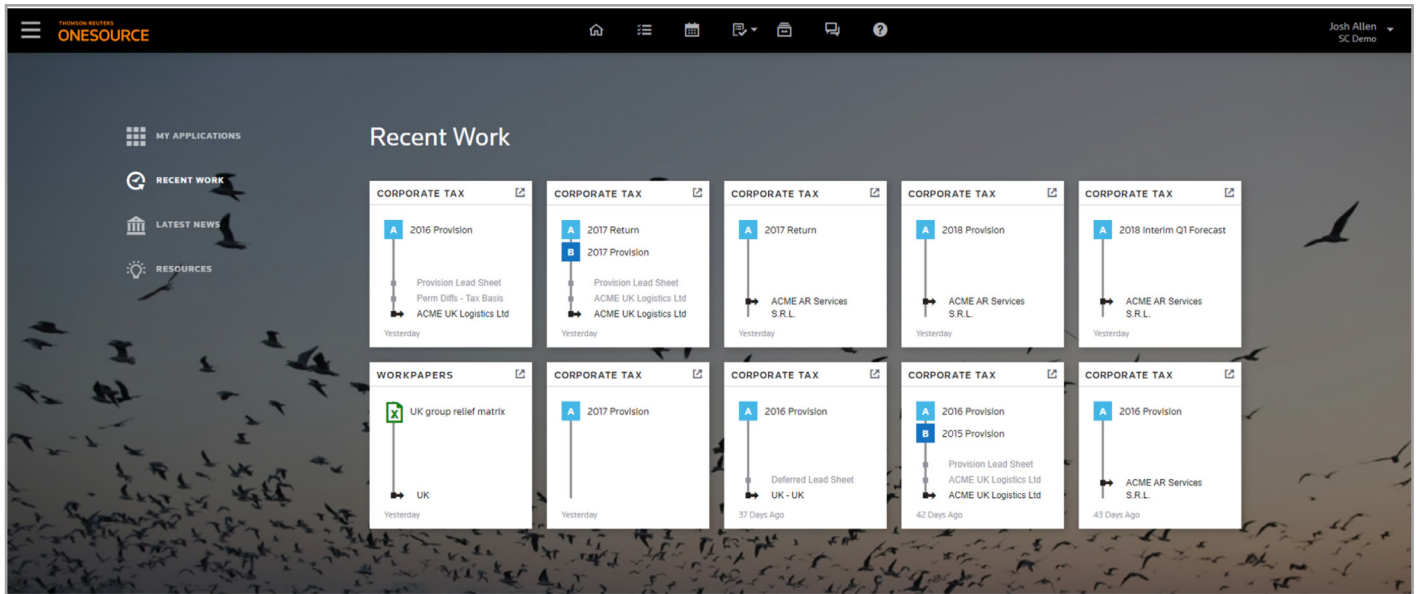 THOMSON REUTERS
ONESOURCE
Josh Allen
SC Demo
MY APPLICATIONS
RECENT WORK
LATEST NEWS
RESOURCES
Recent Work
CORPORATE TAX
A 2016 Provision
Provision Lead Sheet
Perm Diffs - Tax Basis
ACME UK Logistics Ltd
Yesterday
CORPORATE TAX
A 2017 Return
B 2017 Provision
Provision Lead Sheet
ACME UK Logistics Ltd
ACME UK Logistics Ltd
Yesterday
CORPORATE TAX
A 2017 Return
ACME AR Services
S.R.L.
Yesterday
CORPORATE TAX
A 2018 Provision
ACME AR Services
S.R.L.
Yesterday
CORPORATE TAX
A 2018 Interim Q1 Forecast
ACME AR Services
S.R.L.
Yesterday
WORKPAPERS
UK group relief matrix
UK
Yesterday
CORPORATE TAX
A 2017 Provision
Yesterday
CORPORATE TAX
A 2016 Provision
Deferred Lead Sheet
UK - UK
37 Days Ago
CORPORATE TAX
A 2016 Provision
B 2015 Provision
Provision Lead Sheet
ACME UK Logistics Ltd
ACME UK Logistics Ltd
42 Days Ago
CORPORATE TAX
A 2016 Provision
ACME AR Services
S.R.L.
43 Days Ago